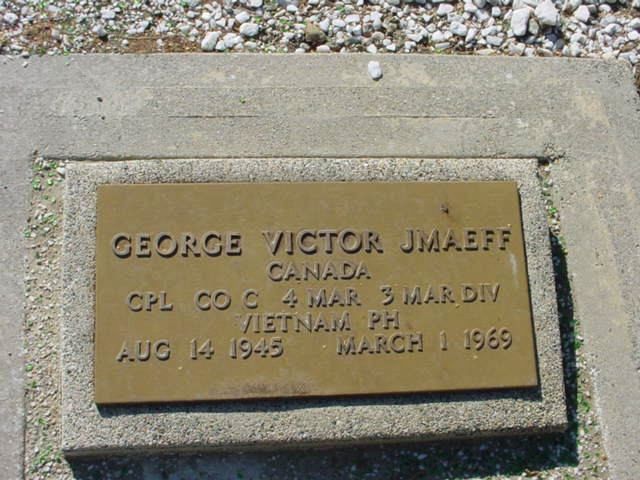 GEORGE VICTOR JMAEFF
CANADA
CPL CO C 4 MAR 3 MAR DIV
VIETNAM PH
AUG 14 1945 MARCH 1 1969